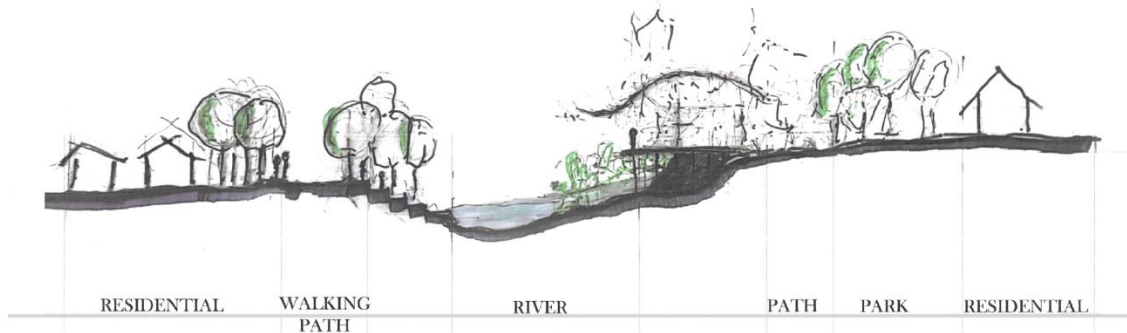 RESIDENTIAL
WALKING
PATH
RIVER
PATH
PARK
RESIDENTIAL